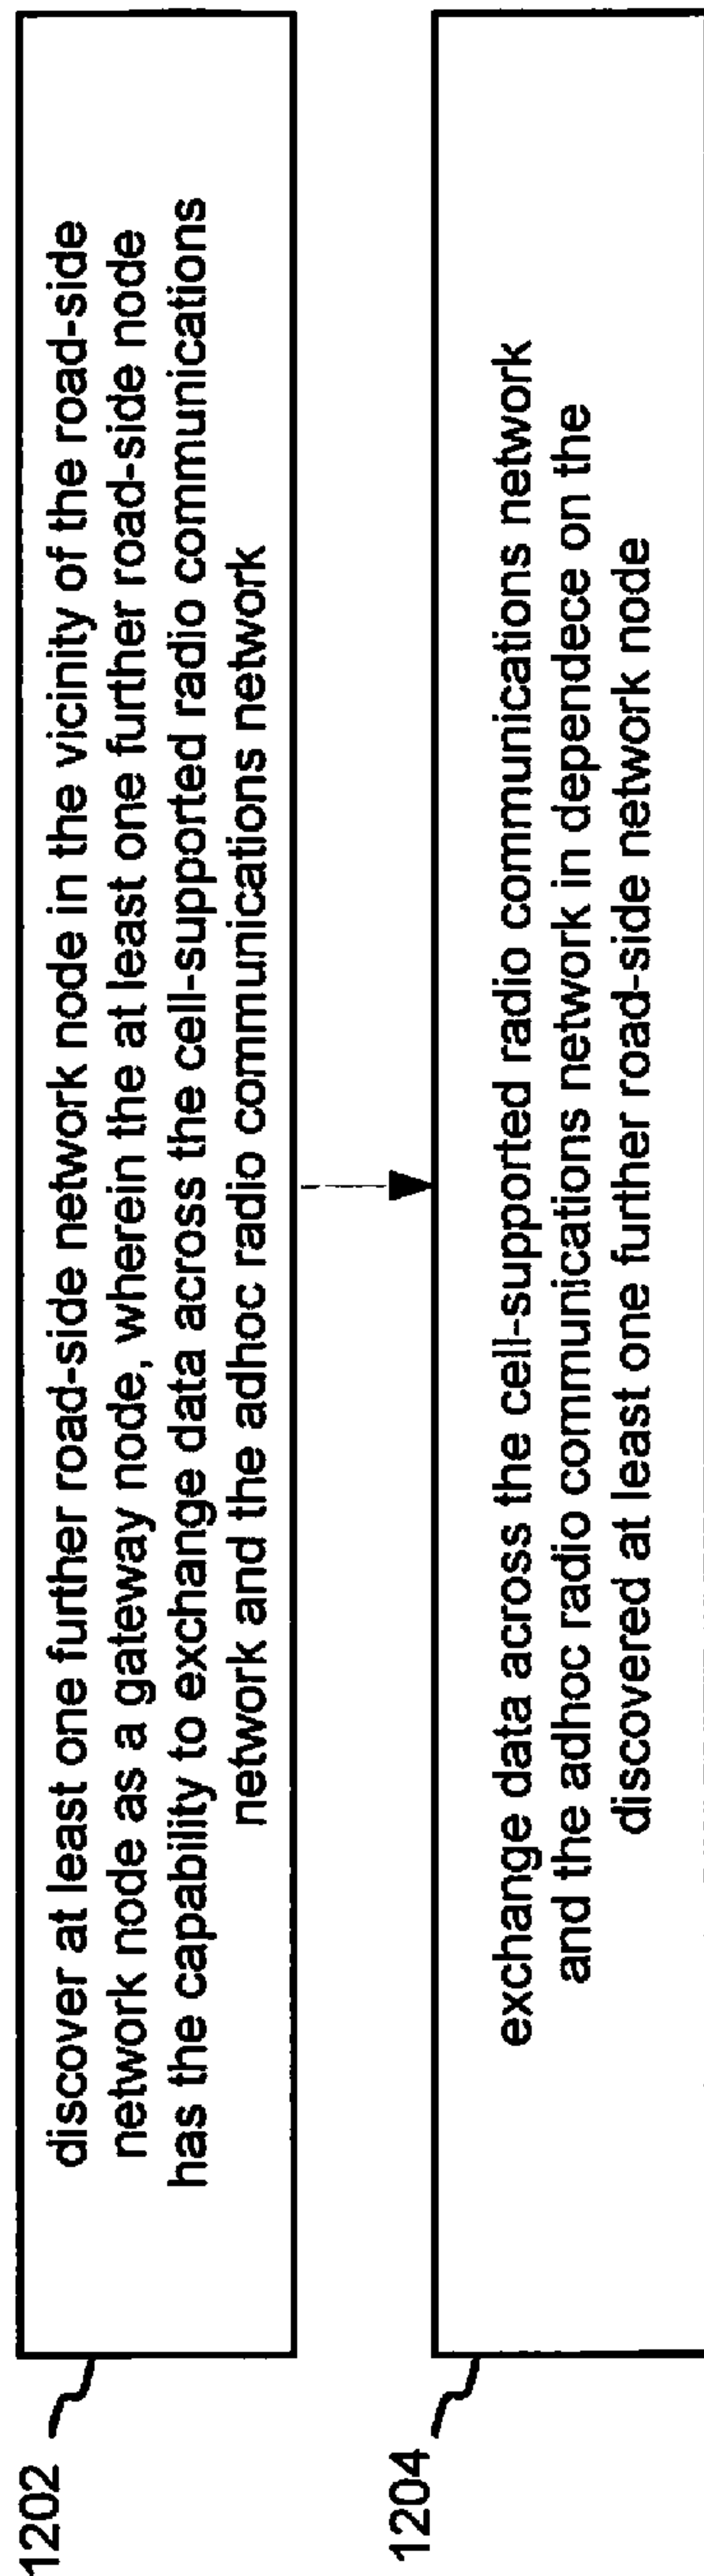 1202
discover at least one further road-side network node in the vicinity of the road-side
network node as a gateway node, wherein the at least one further road-side node
has the capability to exchange data across the cell-supported radio communications
network and the adhoc radio communications network
1204
exchange data across the cell-supported radio communications network
and the adhoc radio communications network in dependece on the
discovered at least one further road-side network node